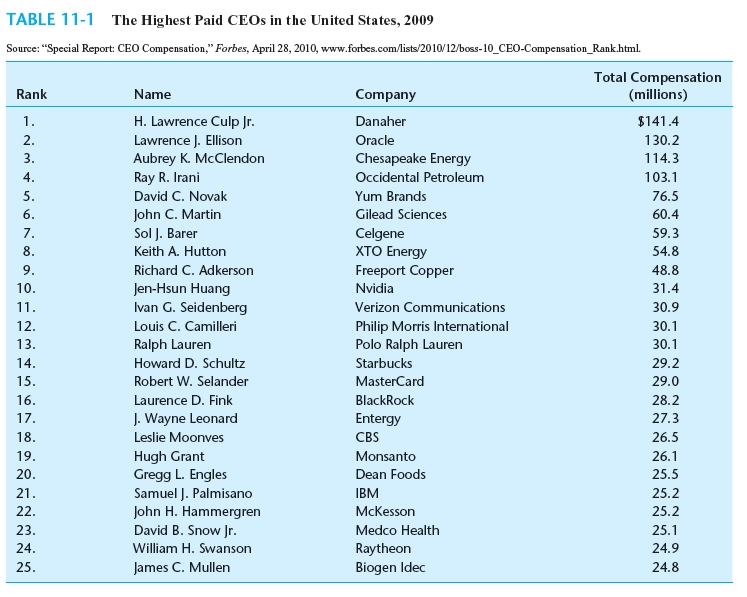 TABLE 11-1 The Highest Paid CEOs in the United States, 2009
Source: “Special Report: CEO Compensation,” Forbes, April 28, 2010, www.forbes.com/lists/2010/12/boss-10_CEO-Compensation_Rank.html.
Total Compensation
Rank Name Company (millions)
1. H. Lawrence Culp Jr. Danaher $141.4
2. Lawrence J. Ellison Oracle 130.2
3. Aubrey K. McClendon Chesapeake Energy 114.3
4. Ray R. Irani Occidental Petroleum 103.1
5. David C. Novak Yum Brands 76.5
6. John C. Martin Gilead Sciences 60.4
7. Sol J. Barer Celgene 59.3
8. Keith A. Hutton XTO Energy 54.8
9. Richard C. Adkerson Freeport Copper 48.8
10. Jen-Hsun Huang Nvidia 31.4
11. Ivan G. Seidenberg Verizon Communications 30.9
12. Louis C. Camilleri Philip Morris International 30.1
13. Ralph Lauren Polo Ralph Lauren 30.1
14. Howard D. Schultz Starbucks 29.2
15. Robert W. Selander MasterCard 29.0
16. Laurence D. Fink BlackRock 28.2
17. J. Wayne Leonard Entergy 27.3
18. Leslie Moonves CBS 26.5
19. Hugh Grant Monsanto 26.1
20. Gregg L. Engles Dean Foods 25.5
21. Samuel J. Palmisano IBM 25.2
22. John H. Hammergren McKesson 25.2
23. David B. Snow Jr. Medco Health 25.1
24. William H. Swanson Raytheon 24.9
25. James C. Mullen Biogen Idec 24.8